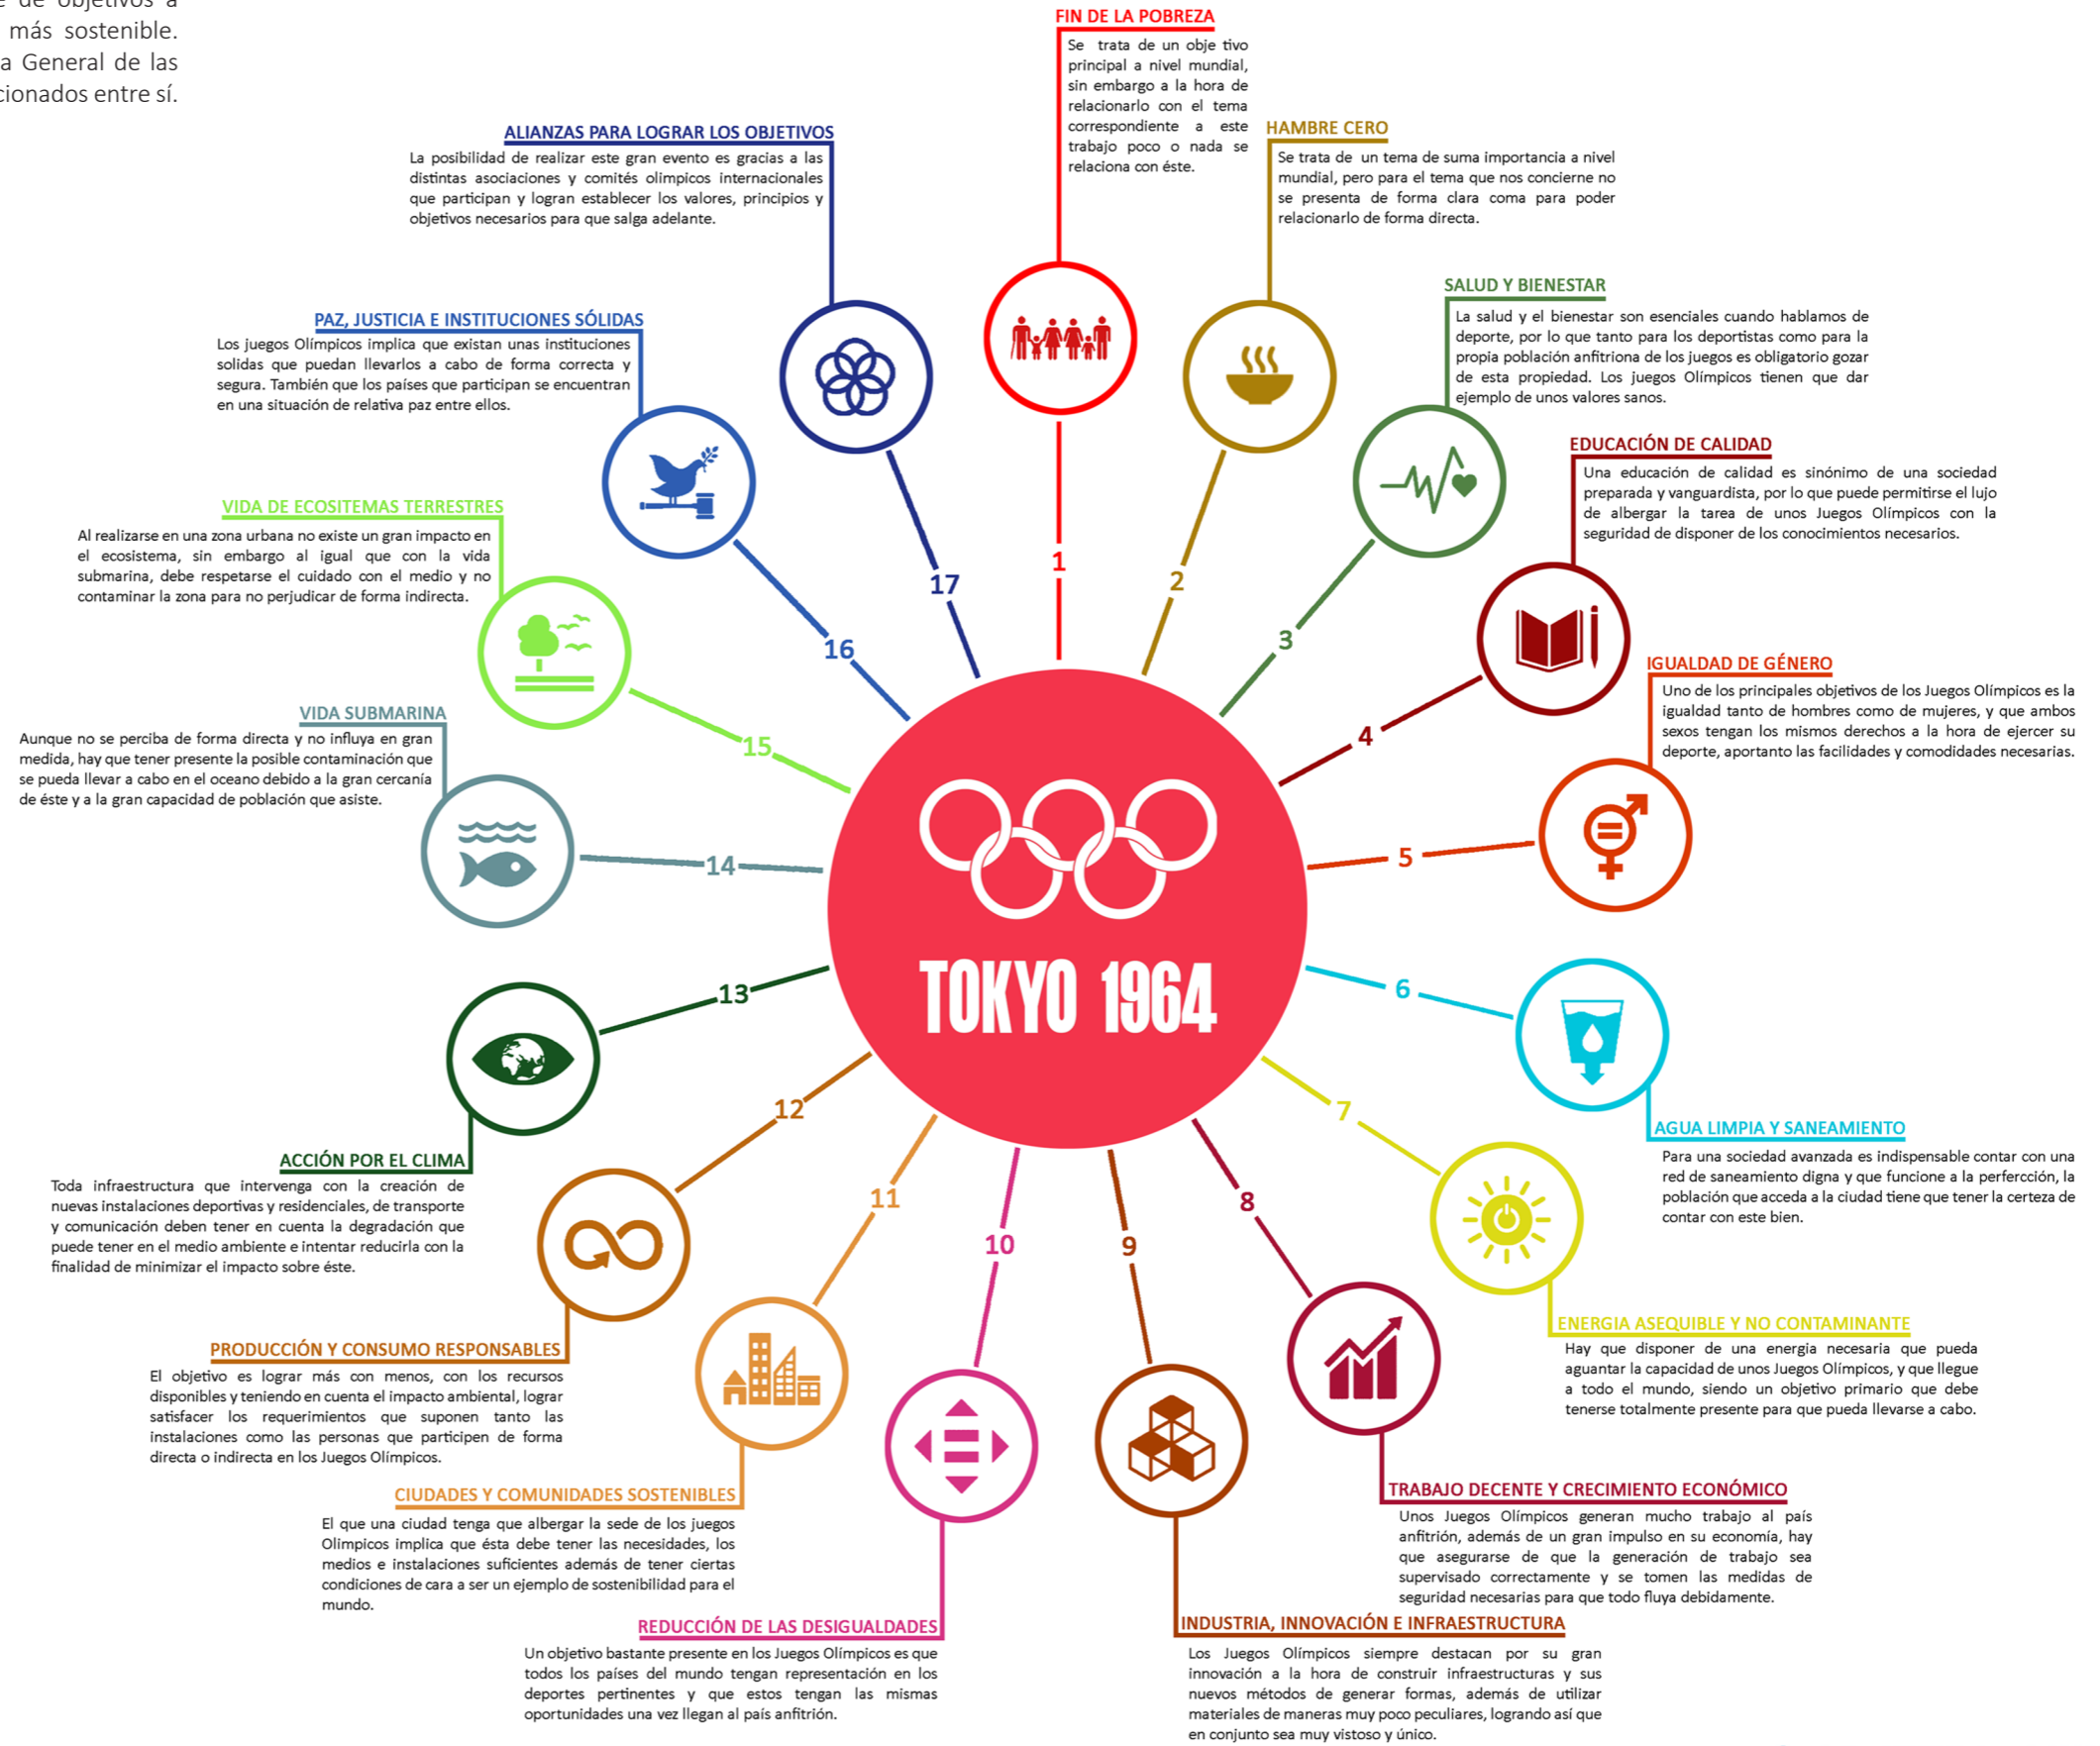 e de objetivos a
más sostenible.
a General de las
cionados entre sí.
FIN DE LA POBREZA
Se trata de un obje tivo
principal a nivel mundial,
sin embargo a la hora de
relacionarlo con el tema
correspondiente a este
trabajo poco o nada se
relaciona con éste.
HAMBRE CERO
Se trata de un tema de suma importancia a nivel
mundial, pero para el tema que nos concierne no
se presenta de forma clara coma para poder
relacionarlo de forma directa.
SALUD Y BIENESTAR
La salud y el bienestar son esenciales cuando hablamos de
deporte, por lo que tanto para los deportistas como para la
propia población anfitriona de los juegos es obligatorio gozar
de esta propiedad. Los juegos Olímpicos tienen que dar
ejemplo de unos valores sanos.
EDUCACIÓN DE CALIDAD
Una educación de calidad es sinónimo de una sociedad
preparada y vanguardista, por lo que puede permitirse el lujo
de albergar la tarea de unos Juegos Olímpicos con la
seguridad de disponer de los conocimientos necesarios.
IGUALDAD DE GÉNERO
Uno de los principales objetivos de los Juegos Olímpicos es la
igualdad tanto de hombres como de mujeres, y que ambos
sexos tengan los mismos derechos a la hora de ejercer su
deporte, aportanto las facilidades y comodidades necesarias.
AGUA LIMPIA Y SANEAMIENTO
Para una sociedad avanzada es indispensable contar con una
red de saneamiento digna y que funcione a la perfercción, la
población que acceda a la ciudad tiene que tener la certeza de
contar con este bien.
ENERGIA ASEQUIBLE Y NO CONTAMINANTE
Hay que disponer de una energia necesaria que pueda
aguantar la capacidad de unos Juegos Olímpicos, y que llegue
a todo el mundo, siendo un objetivo primario que debe
tenerse totalmente presente para que pueda llevarse a cabo.
TRABAJO DECENTE Y CRECIMIENTO ECONÓMICO
Unos Juegos Olímpicos generan mucho trabajo al país
anfitrión, además de un gran impulso en su economía, hay
que asegurarse de que la generación de trabajo sea
supervisado correctamente y se tomen las medidas de
seguridad necesarias para que todo fluya debidamente.
INDUSTRIA, INNOVACIÓN E INFRAESTRUCTURA
Los Juegos Olímpicos siempre destacan por su gran
innovación a la hora de construir infraestructuras y sus
nuevos métodos de generar formas, además de utilizar
materiales de maneras muy poco peculiares, logrando así que
en conjunto sea muy vistoso y único.
REDUCCIÓN DE LAS DESIGUALDADES
Un objetivo bastante presente en los Juegos Olímpicos es que
todos los países del mundo tengan representación en los
deportes pertinentes y que estos tengan las mismas
oportunidades una vez llegan al país anfitrión.
CIUDADES Y COMUNIDADES SOSTENIBLES
El que una ciudad tenga que albergar la sede de los juegos
Olimpicos implica que ésta debe tener las necesidades, los
medios e instalaciones suficientes además de tener ciertas
condiciones de cara a ser un ejemplo de sostenibilidad para el
mundo.
PRODUCCIÓN Y CONSUMO RESPONSABLES
El objetivo es lograr más con menos, con los recursos
disponibles y teniendo en cuenta el impacto ambiental, lograr
satisfacer los requerimientos que suponen tanto las
instalaciones como las personas que participen de forma
directa o indirecta en los Juegos Olímpicos.
ACCIÓN POR EL CLIMA
Toda infraestructura que intervenga con la creación de
nuevas instalaciones deportivas y residenciales, de transporte
y comunicación deben tener en cuenta la degradación que
puede tener en el medio ambiente e intentar reducirla con la
finalidad de minimizar el impacto sobre éste.
VIDA SUBMARINA
Aunque no se perciba de forma directa y no influya en gran
medida, hay que tener presente la posible contaminación que
se pueda llevar a cabo en el oceano debido a la gran cercanía
de éste y a la gran capacidad de población que asiste.
VIDA DE ECOSITEMAS TERRESTRES
Al realizarse en una zona urbana no existe un gran impacto en
el ecosistema, sin embargo al igual que con la vida
submarina, debe respetarse el cuidado con el medio y no
contaminar la zona para no perjudicar de forma indirecta.
PAZ, JUSTICIA E INSTITUCIONES SÓLIDAS
Los juegos Olímpicos implica que existan unas instituciones
solidas que puedan llevarlos a cabo de forma correcta y
segura. También que los países que participan se encuentran
en una situación de relativa paz entre ellos.
ALIANZAS PARA LOGRAR LOS OBJETIVOS
La posibilidad de realizar este gran evento es gracias a las
distintas asociaciones y comités olimpicos internacionales
que participan y logran establecer los valores, principios y
objetivos necesarios para que salga adelante.
1
2
3
4
5
6
7
8
9
10
11
12
13
14
15
16
17
TOKYO 1964